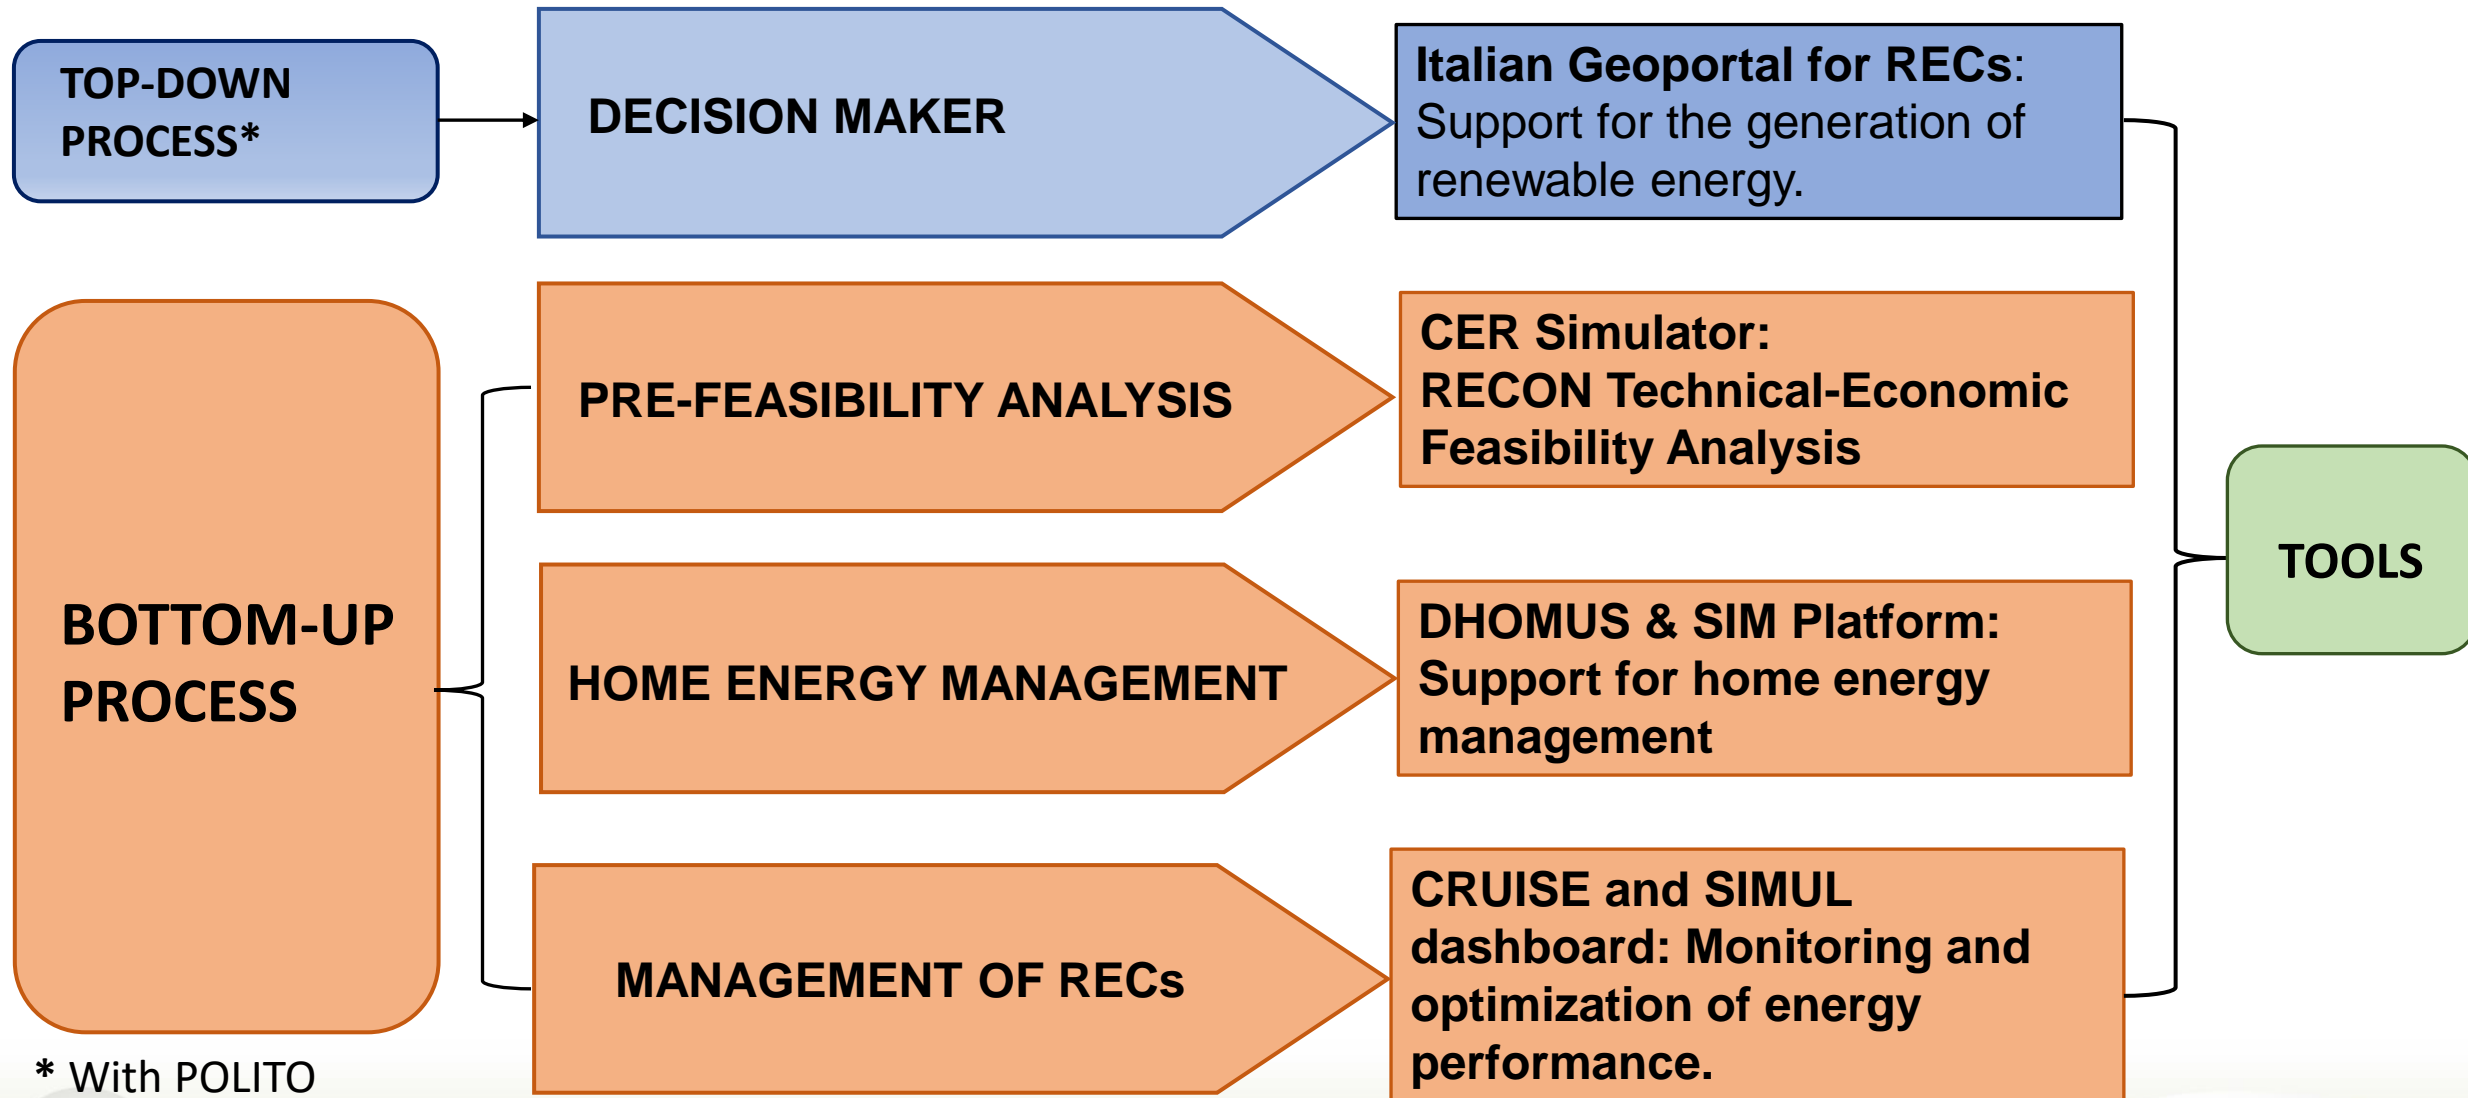 TOP-DOWN
PROCESS*
DECISION MAKER
Italian Geoportal for RECs:
Support for the generation of
renewable energy.
BOTTOM-UP
PROCESS
PRE-FEASIBILITY ANALYSIS
CER Simulator:
RECON Technical-Economic
Feasibility Analysis
HOME ENERGY MANAGEMENT
DHOMUS & SIM Platform:
Support for home energy
management
MANAGEMENT OF RECs
CRUISE and SIMUL
dashboard: Monitoring and
optimization of energy
performance.
TOOLS
* With POLITO